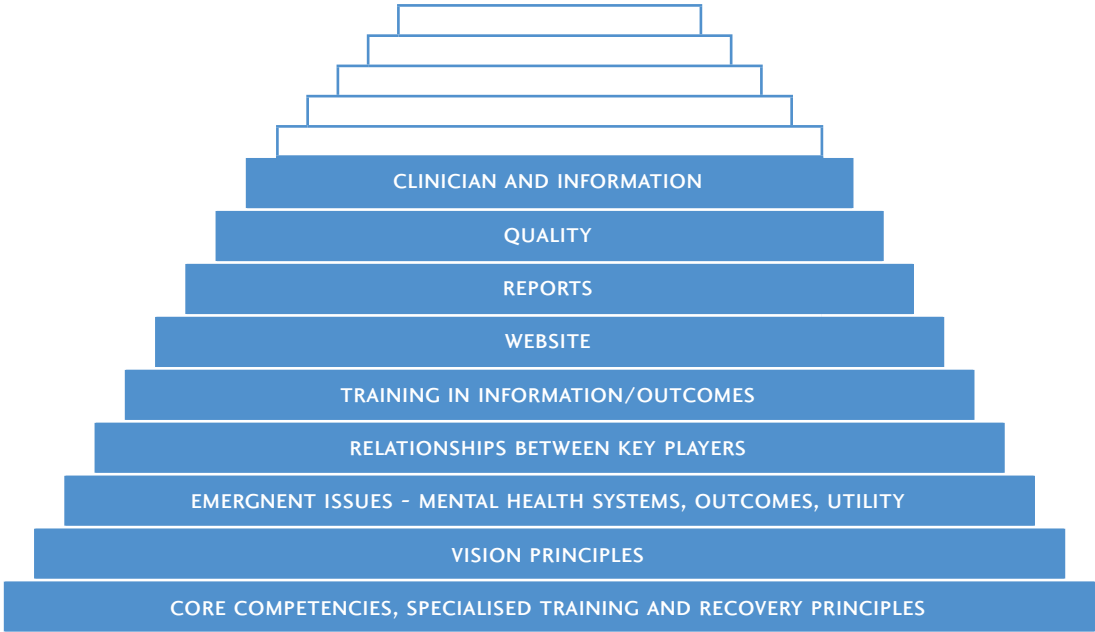 CLINICIAN AND INFORMATION
QUALITY
REPORTS
WEBSITE
TRAINING IN INFORMATION/OUTCOMES
RELATIONSHIPS BETWEEN KEY PLAYERS
EMERGNENT ISSUES - MENTAL HEALTH SYSTEMS, OUTCOMES, UTILITY
VISION PRINCIPLES
CORE COMPETENCIES, SPECIALISED TRAINING AND RECOVERY PRINCIPLES